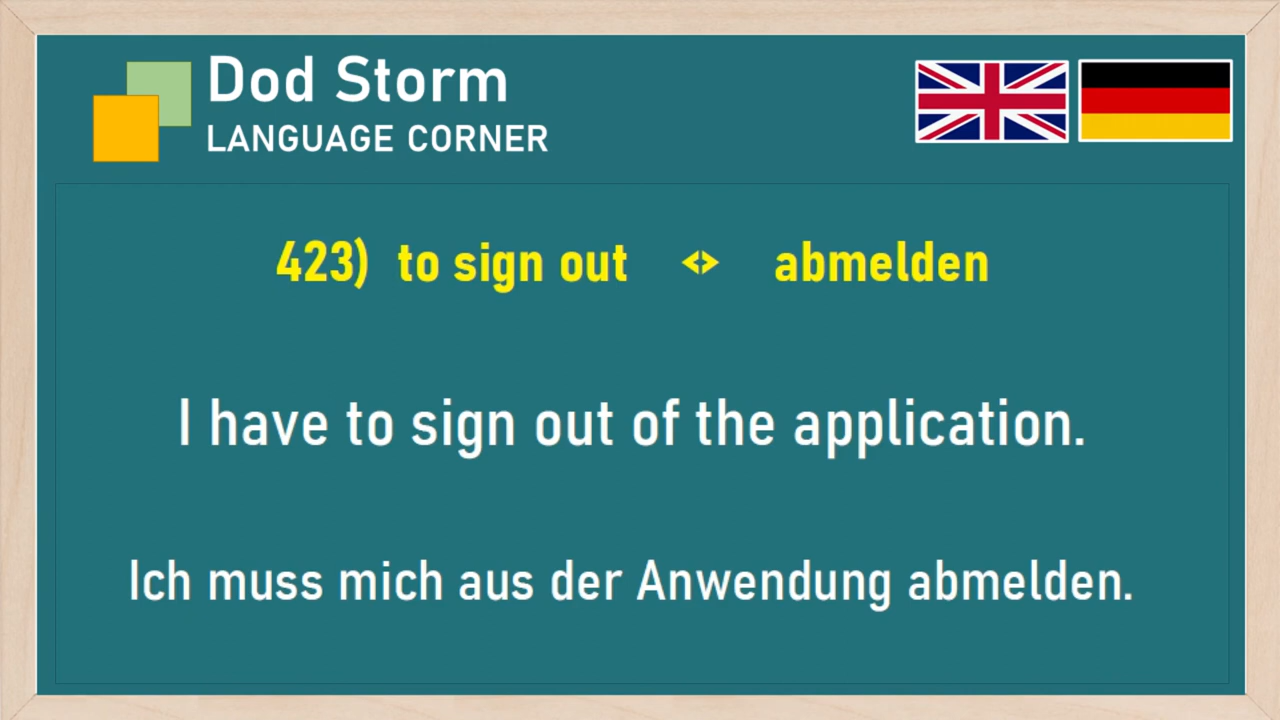 Dod Storm
LANGUAGE CORNER
423) to sign out <> abmelden
I have to sign out of the application.
Ich muss mich aus der Anwendung abmelden.